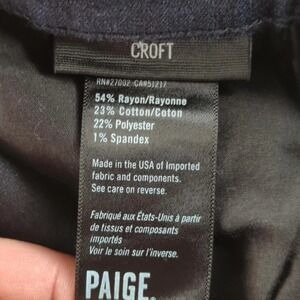 CROFT
RN#27002 CA#51217
54% Rayon/Rayonne
23% Cotton/Coton
22% Polyester
1% Spandex
Made in the USA of Imported
fabric and components.
See care on reverse.
Fabriqué aux États-Unis à partir
de tissus et composants
importés
Voir le soin sur l'inverse.
PAIGE.